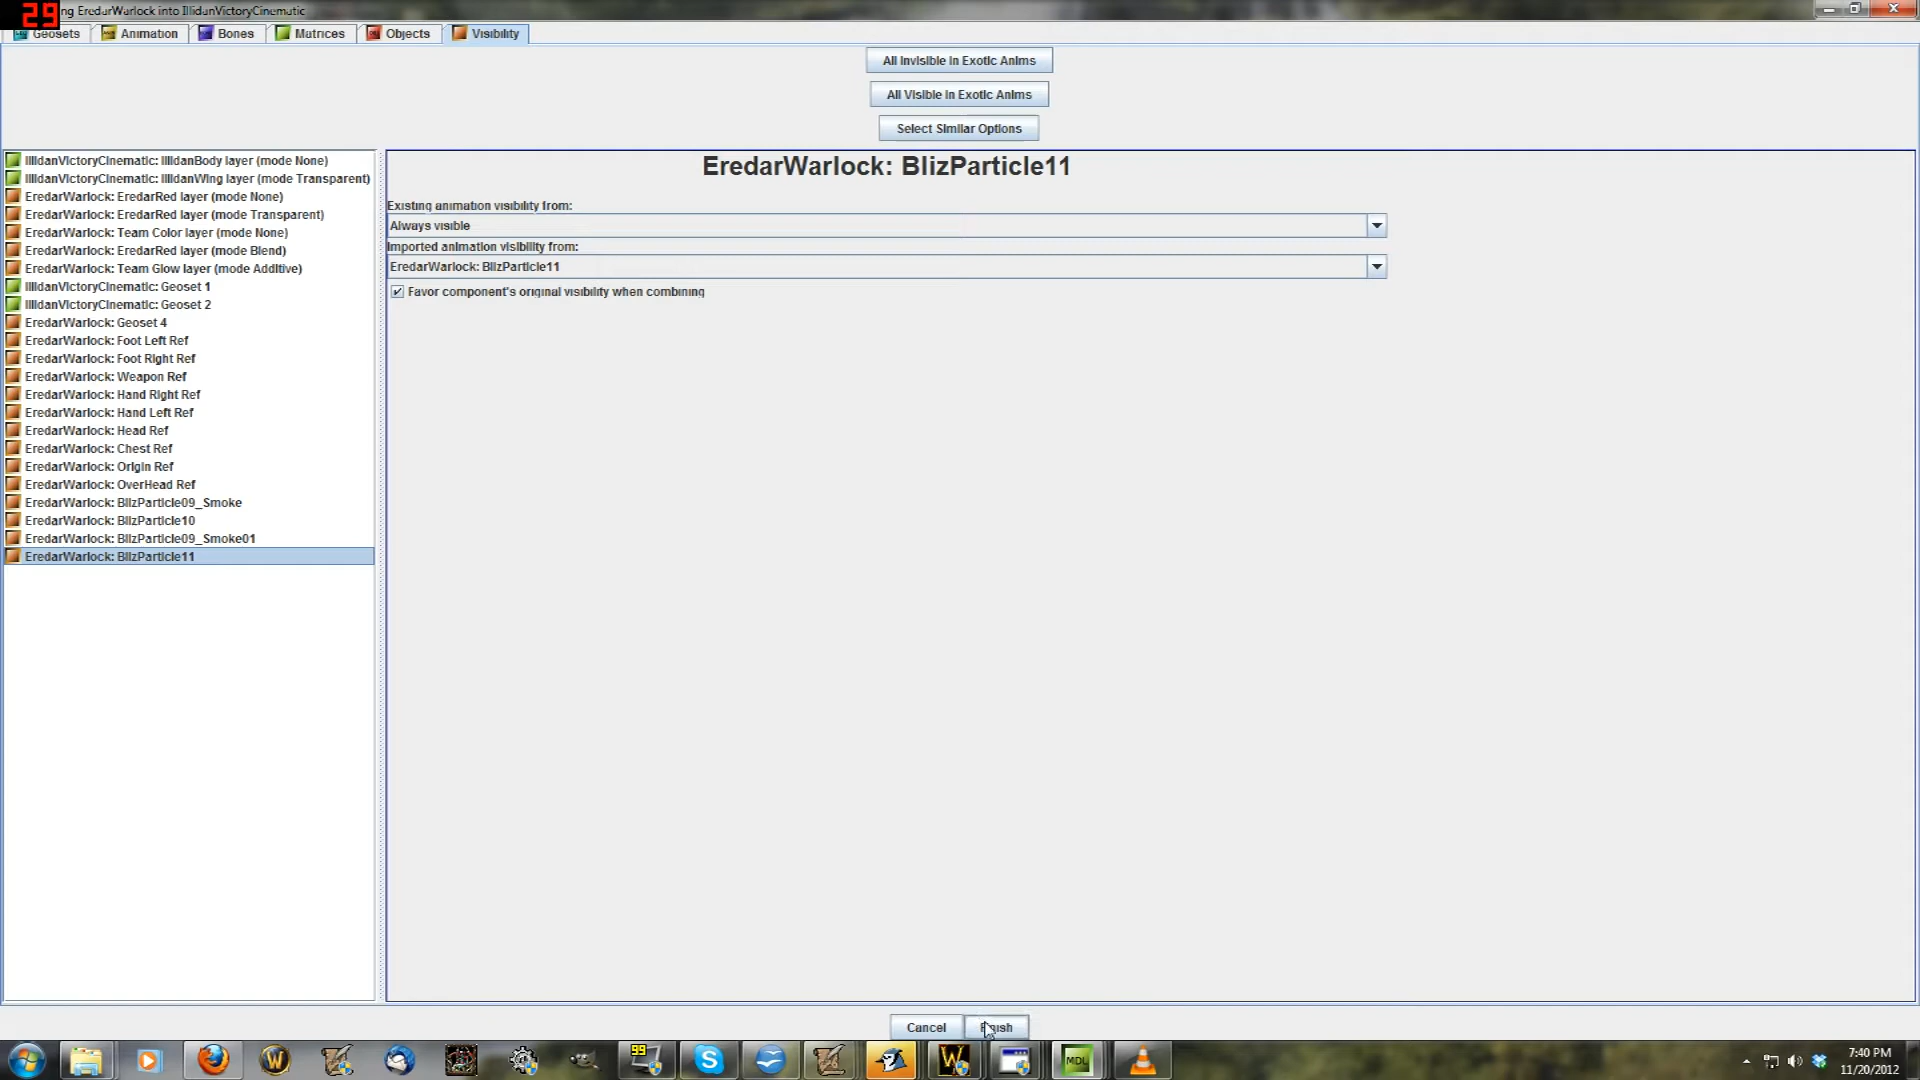 29
ng EredarWarlock into IllidanVictoryCinematic
Geosets Animation Bones Matrices Objects Visibility
All Invisible in Exotic Anims
All Visible in Exotic Anims
Select Similar Options
IllidanVictoryCinematic: IllidanBody layer (mode None)
IllidanVictoryCinematic: IllidanWing layer (mode Transparent)
EredarWarlock: EredarRed layer (mode None)
EredarWarlock: EredarRed layer (mode Transparent)
EredarWarlock: Team Color layer (mode None)
EredarWarlock: EredarRed layer (mode Blend)
EredarWarlock: Team Glow layer (mode Additive)
IllidanVictoryCinematic: Geoset 1
IllidanVictoryCinematic: Geoset 2
EredarWarlock: Geoset 4
EredarWarlock: Foot Left Ref
EredarWarlock: Foot Right Ref
EredarWarlock: Weapon Ref
EredarWarlock: Hand Right Ref
EredarWarlock: Hand Left Ref
EredarWarlock: Head Ref
EredarWarlock: Chest Ref
EredarWarlock: Origin Ref
EredarWarlock: OverHead Ref
EredarWarlock: BlizParticle09_Smoke
EredarWarlock: BlizParticle10
EredarWarlock: BlizParticle09_Smoke01
EredarWarlock: BlizParticle11
EredarWarlock: BlizParticle11
Existing animation visibility from:
Always visible
Imported animation visibility from:
EredarWarlock: BlizParticle11
Favor component's original visibility when combining
Cancel Finish
99
MDL
7:40 PM
11/20/2012